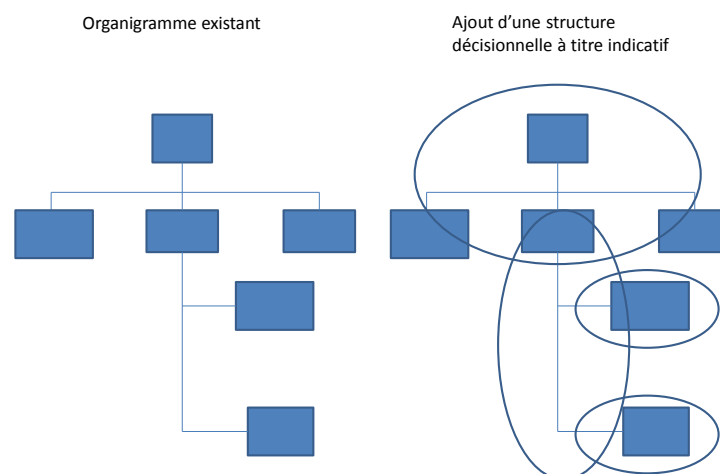 Organigramme existant
Ajout d’une structure
décisionnelle à titre indicatif